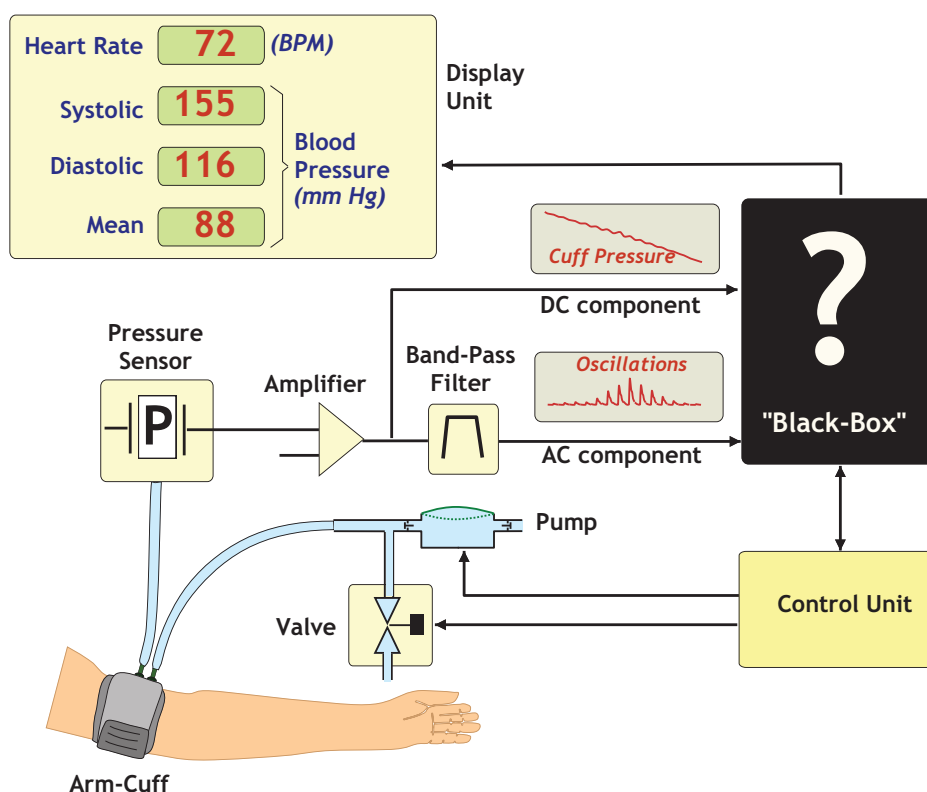 Heart Rate 72 (BPM)
Systolic 155
Diastolic 116
Mean 88
Blood
Pressure
(mm Hg)
Display
Unit
Cuff Pressure
DC component
Pressure
Sensor
P
Amplifier
Band-Pass
Filter
Oscillations
AC component
?
"Black-Box"
Pump
Valve
Control Unit
Arm-Cuff